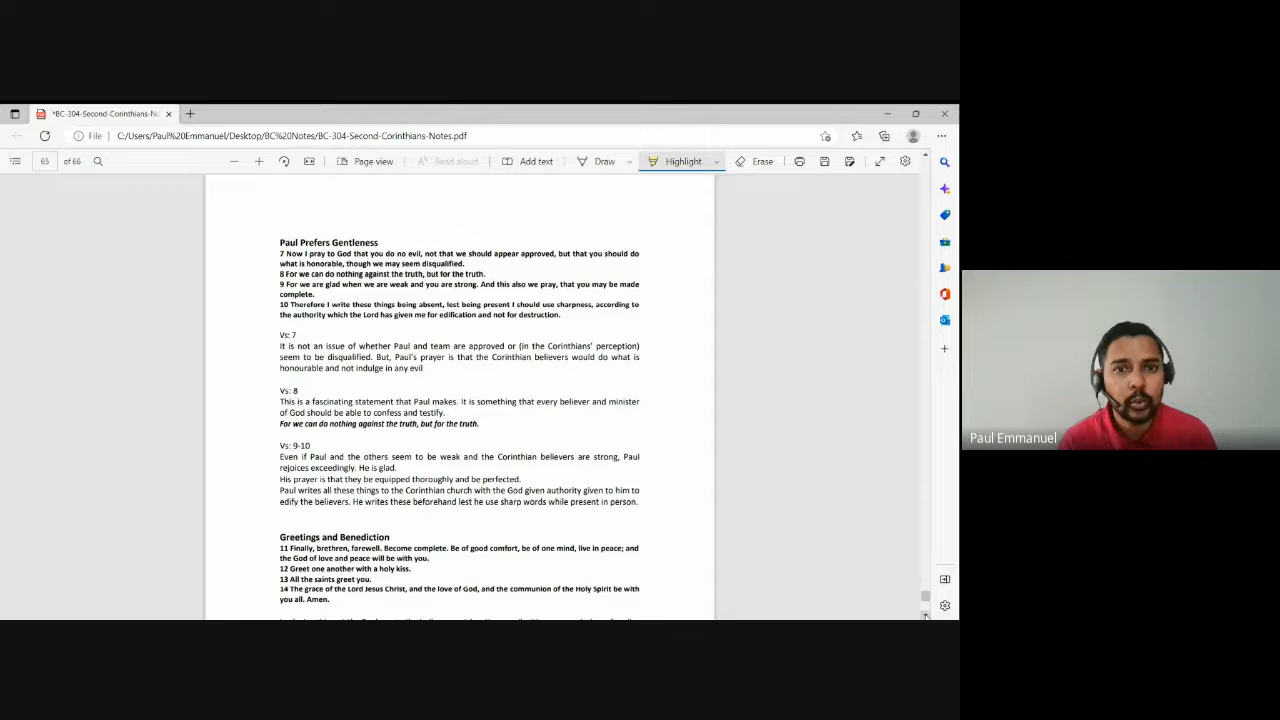 *BC-304-Second-Corinthians-No
File
C:/Users/Paul%20Emmanuel/Desktop/BC%20Notes/BC-304-Second-Corinthians-Notes.pdf
65 of 66
Page view
Read aloud
Add text
Draw
Highlight
Erase
Paul Prefers Gentleness
7 Now I pray to God that you do no evil, not that we should appear approved, but that you should do
what is honorable, though we may seem disqualified.
8 For we can do nothing against the truth, but for the truth.
9 For we are glad when we are weak and you are strong. And this also we pray, that you may be made
complete.
10 Therefore I write these things being absent, lest being present I should use sharpness, according to
the authority which the Lord has given me for edification and not for destruction.
Vs: 7
It is not an issue of whether Paul and team are approved or (in the Corinthians' perception)
seem to be disqualified. But, Paul's prayer is that the Corinthian believers would do what is
honourable and not indulge in any evil
Vs: 8
This is a fascinating statement that Paul makes. It is something that every believer and minister
of God should be able to confess and testify.
For we can do nothing against the truth, but for the truth.
Vs: 9-10
Even if Paul and the others seem to be weak and the Corinthian believers are strong, Paul
rejoices exceedingly. He is glad.
His prayer is that they be equipped thoroughly and be perfected.
Paul writes all these things to the Corinthian church with the God given authority given to him to
edify the believers. He writes these beforehand lest he use sharp words while present in person.
Greetings and Benediction
11 Finally, brethren, farewell. Become complete. Be of good comfort, be of one mind, live in peace; and
the God of love and peace will be with you.
12 Greet one another with a holy kiss.
13 All the saints greet you.
14 The grace of the Lord Jesus Christ, and the love of God, and the communion of the Holy Spirit be with
you all. Amen.
Paul Emmanuel